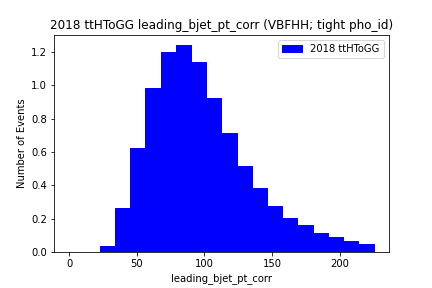 2018 ttHToGG leading_bjet_pt_corr (VBFHH; tight pho_id)
2018 ttHToGG
Number of Events
1.2
1.0
0.8
0.6
0.4
0.2
0.0
0 50 100 150 200
leading_bjet_pt_corr